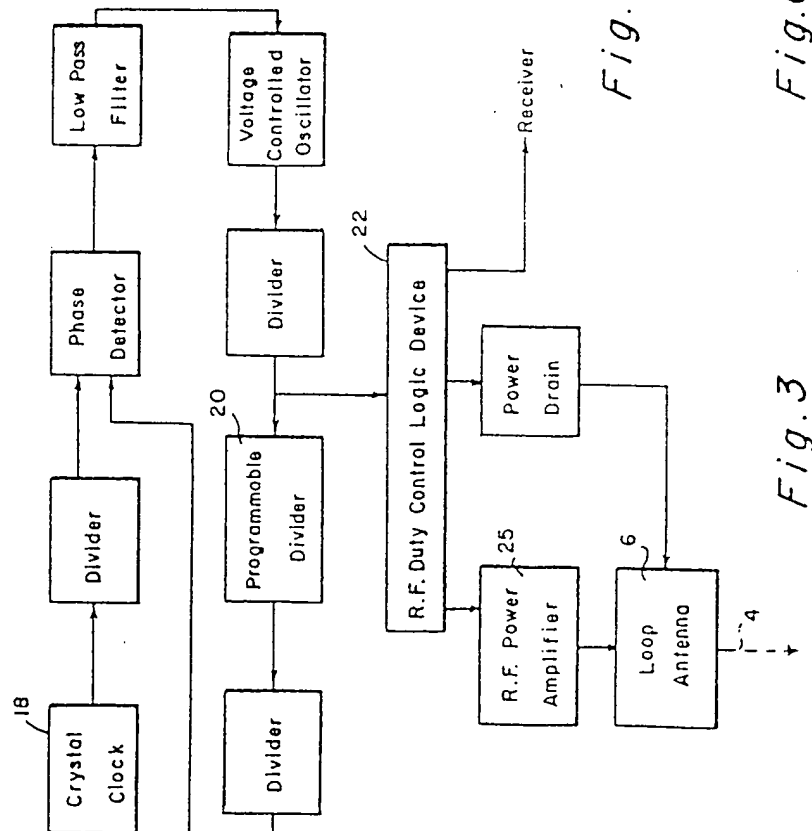 18
Crystal
Clock
Divider
Phase
Detector
Low Pass
Filter
Divider
20
Programmable
Divider
Divider
Voltage
Controlled
Oscillator
22
R.F. Duty Control Logic Device
25
R.F. Power
Amplifier
Power
Drain
Receiver
6
Loop
Antenna
4
Fig. 3
Fig.
Fig.